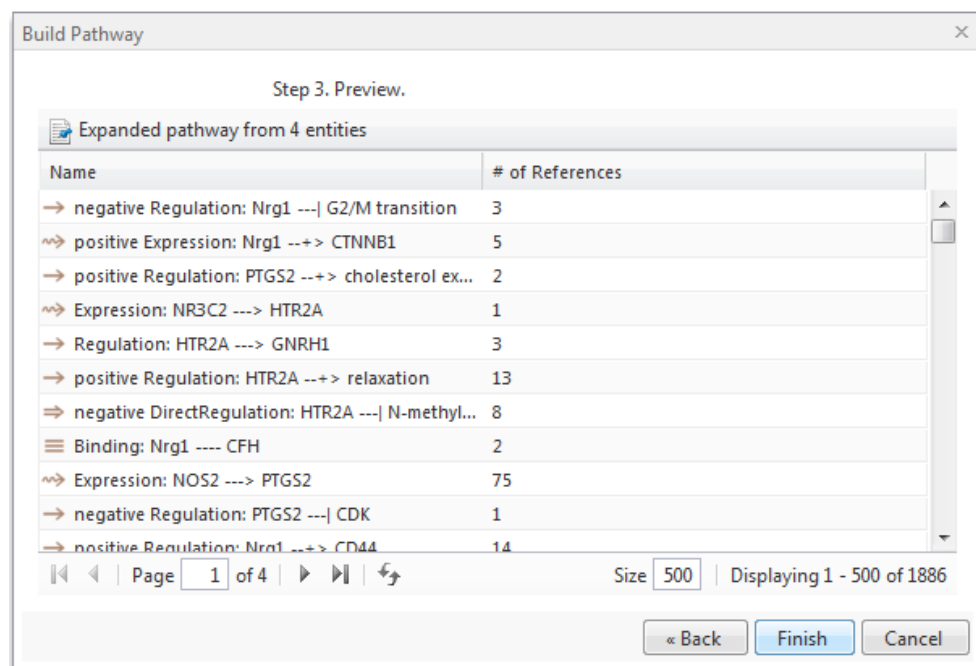 Build Pathway
Step 3. Preview.
Expanded pathway from 4 entities
Name # of References
negative Regulation: Nrg1 ---| G2/M transition 3
positive Expression: Nrg1 --+> CTNNB1 5
positive Regulation: PTGS2 --+> cholesterol ex... 2
Expression: NR3C2 ---> HTR2A 1
Regulation: HTR2A ---> GNRH1 3
positive Regulation: HTR2A --+> relaxation 13
negative DirectRegulation: HTR2A ---| N-methyl... 8
Binding: Nrg1 ---- CFH 2
Expression: NOS2 ---> PTGS2 75
negative Regulation: PTGS2 ---| CDK 1
positive Regulation: Nrg1 --+> CD44 14
Page 1 of 4 Size 500 Displaying 1 - 500 of 1886
« Back Finish Cancel